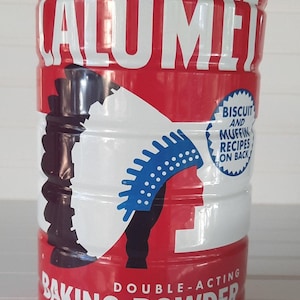 CALUMET
BISCUIT
AND
MUFFIN
RECIPES
ON BACK
DOUBLE-ACTING
BAKING POWDER